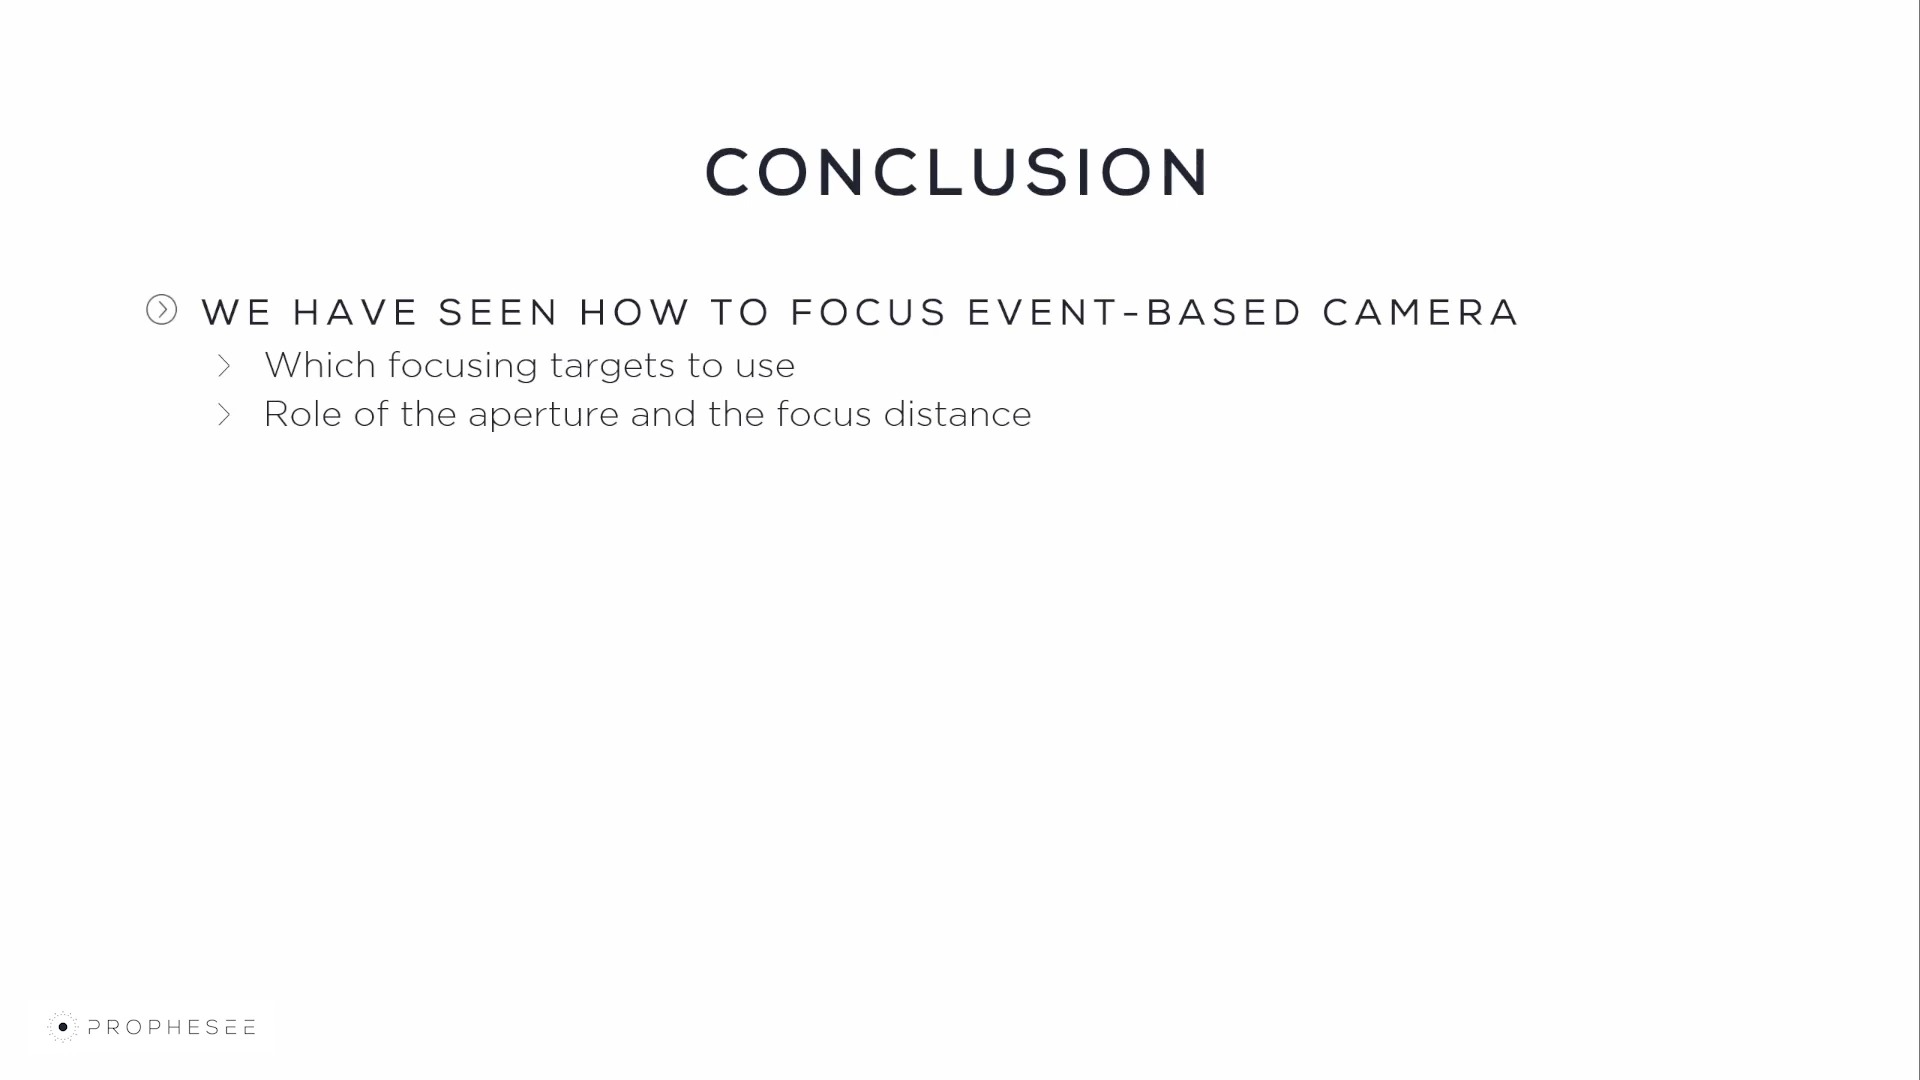 CONCLUSION
WE HAVE SEEN HOW TO FOCUS EVENT-BASED CAMERA
Which focusing targets to use
Role of the aperture and the focus distance
PROPHESEE